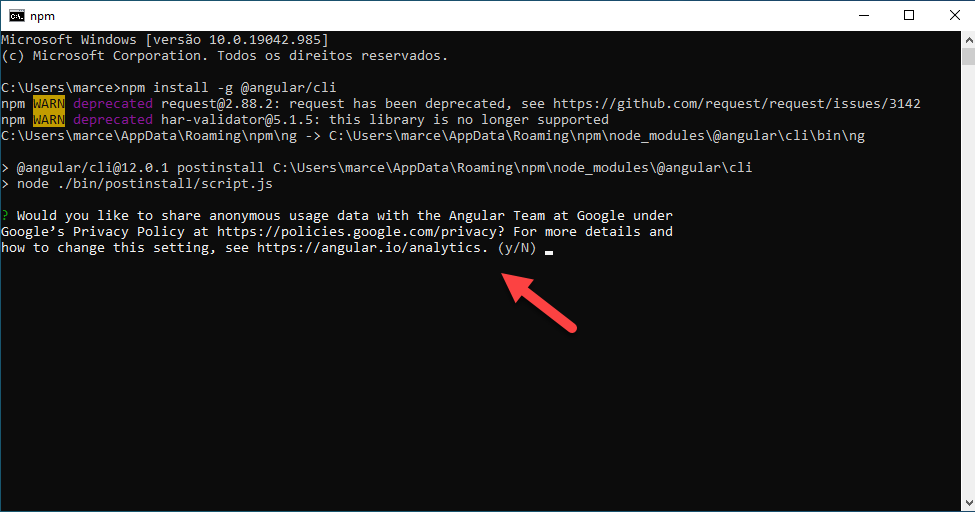 npm
Microsoft Windows [versão 10.0.19042.985]
(c) Microsoft Corporation. Todos os direitos reservados.
C:\Users\marce>npm install -g @angular/cli
npm WARN deprecated request@2.88.2: request has been deprecated, see https://github.com/request/request/issues/3142
npm WARN deprecated har-validator@5.1.5: this library is no longer supported
C:\Users\marce\AppData\Roaming\npm\ng -> C:\Users\marce\AppData\Roaming\npm\node_modules\@angular\cli\bin\ng
> @angular/cli@12.0.1 postinstall C:\Users\marce\AppData\Roaming\npm\node_modules\@angular\cli
> node ./bin/postinstall/script.js
? Would you like to share anonymous usage data with the Angular Team at Google under
Google’s Privacy Policy at https://policies.google.com/privacy? For more details and
how to change this setting, see https://angular.io/analytics. (y/N)